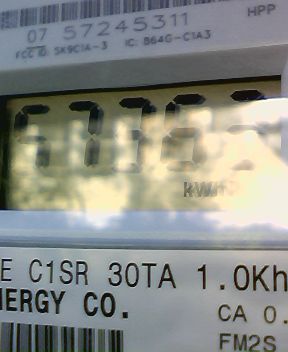 07 57245311
HPP
FCC ID: SK9C1A-3 IC: 864G-C1A3
kWh
E C1SR 30TA 1.0Kh
NERGY CO.
CA 0.
FM2S